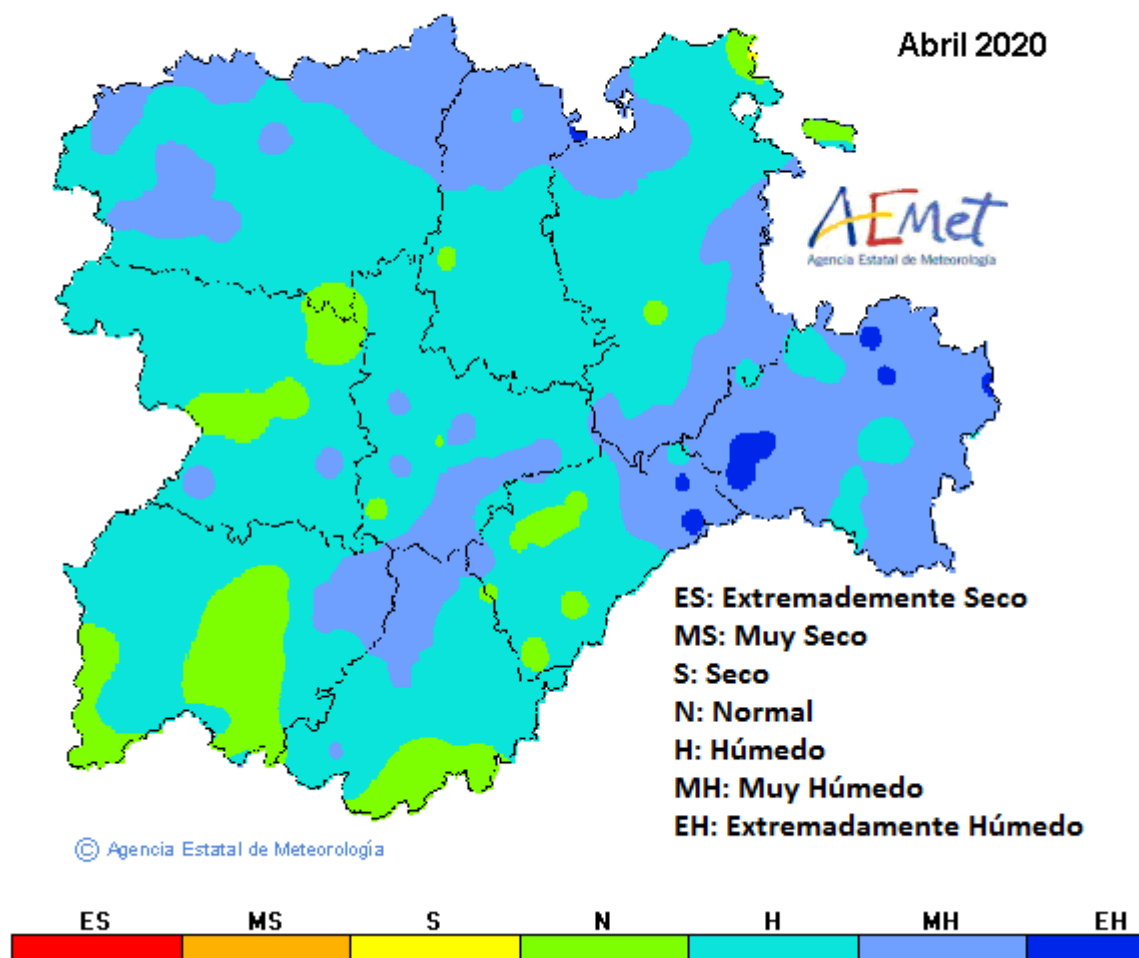 Abril 2020
AEMet
Agencia Estatal de Meteorología
ES: Extremademente Seco
MS: Muy Seco
S: Seco
N: Normal
H: Húmedo
MH: Muy Húmedo
EH: Extremadamente Húmedo
© Agencia Estatal de Meteorología
ES MS S N H MH EH